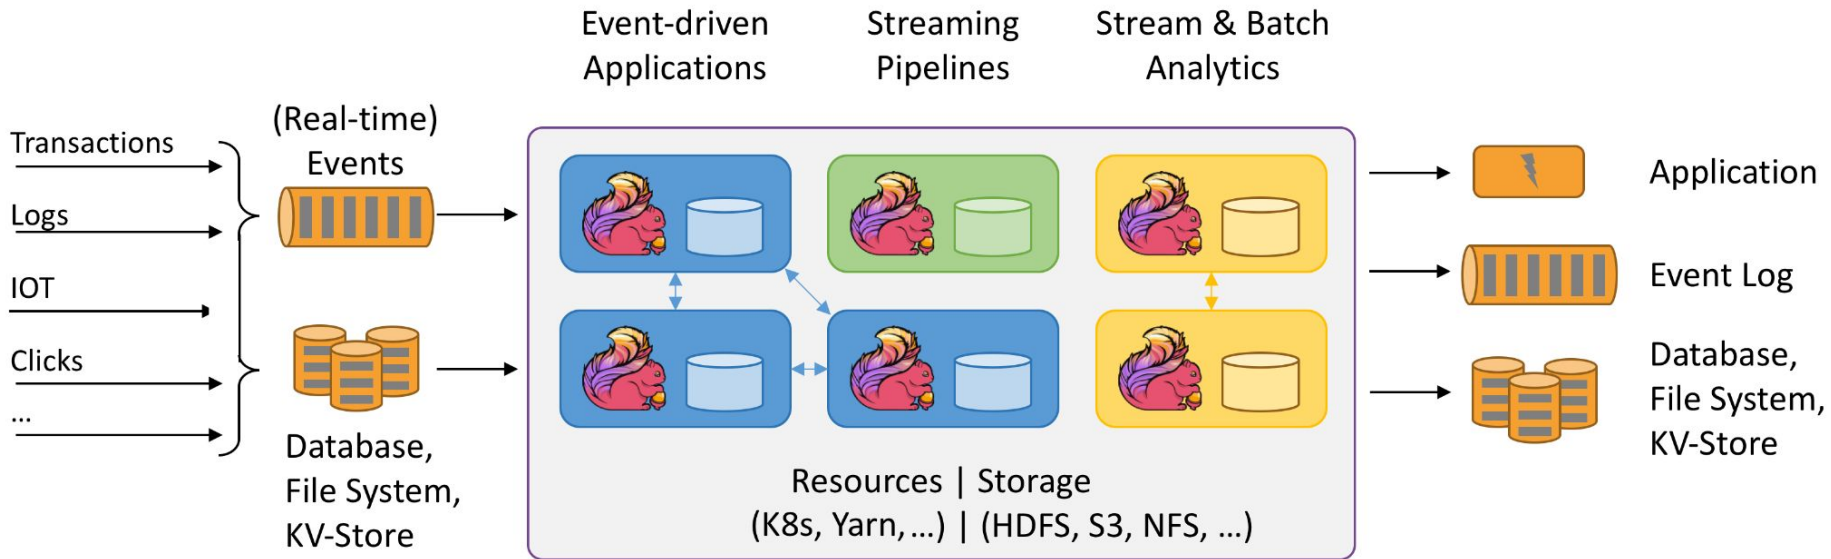 Event-driven
Applications
Streaming
Pipelines
Stream & Batch
Analytics
Transactions
Logs
IOT
Clicks
...
(Real-time)
Events
Database,
File System,
KV-Store
Resources | Storage
(K8s, Yarn, ...) | (HDFS, S3, NFS, ...)
Application
Event Log
Database,
File System,
KV-Store